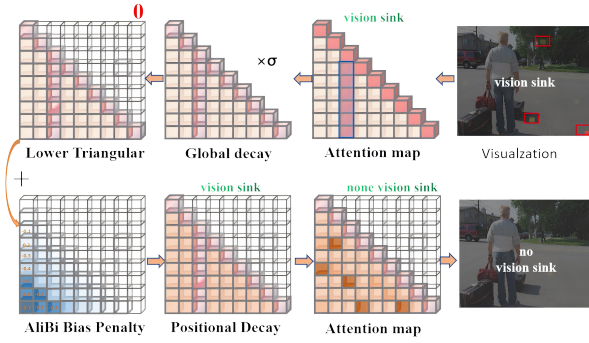 0
vision sink
×σ
vision sink
Lower Triangular
Global decay
Attention map
Visualzation
+
vision sink
none vision sink
no
vision sink
AliBi Bias Penalty
Positional Decay
Attention map